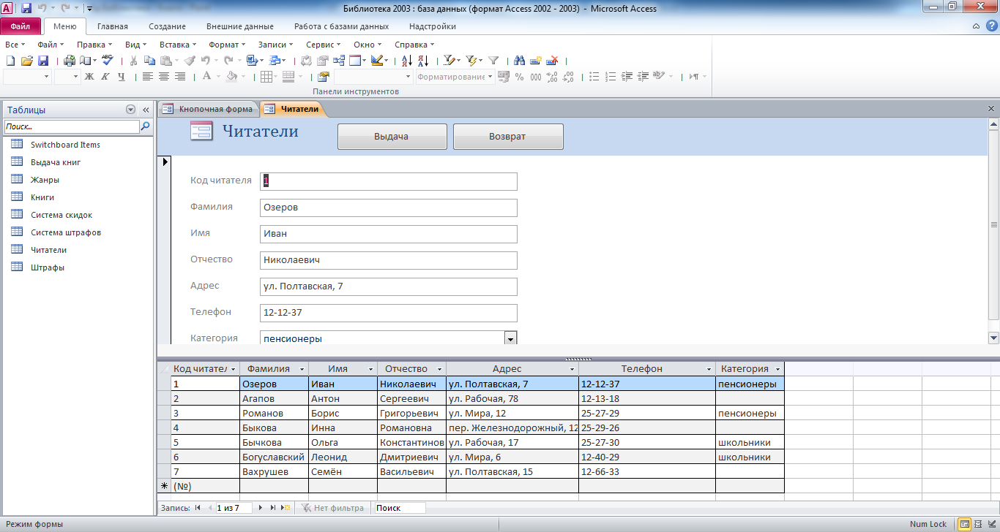 Библиотека 2003 : база данных (формат Access 2002 - 2003) - Microsoft Access
Файл Меню Главная Создание Внешние данные Работа с базами данных Надстройки
Все Файл Правка Вид Вставка Формат Записи Сервис Окно Справка
Ж К Ч Форматирование % 000
Панели инструментов
Таблицы
Поиск...
Switchboard Items
Выдача книг
Жанры
Книги
Система скидок
Система штрафов
Читатели
Штрафы
Кнопочная форма Читатели
Читатели Выдача Возврат
Код читателя 1
Фамилия Озеров
Имя Иван
Отчество Николаевич
Адрес ул. Полтавская, 7
Телефон 12-12-37
Категория пенсионеры
Код читател Фамилия Имя Отчество Адрес Телефон Категория
1 Озеров Иван Николаевич ул. Полтавская, 7 12-12-37 пенсионеры
2 Агапов Антон Сергеевич ул. Рабочая, 78 12-13-18
3 Романов Борис Григорьевич ул. Мира, 12 25-27-29 пенсионеры
4 Быкова Инна Романовна пер. Железнодорожный, 12 25-29-26
5 Бычкова Ольга Константинов ул. Рабочая, 17 25-27-30 школьники
6 Богуславский Леонид Дмитриевич ул. Мира, 6 12-40-29 школьники
7 Вахрушев Семён Васильевич ул. Полтавская, 15 12-66-33
(№)
Запись: 1 из 7 Нет фильтра Поиск
Режим формы Num Lock